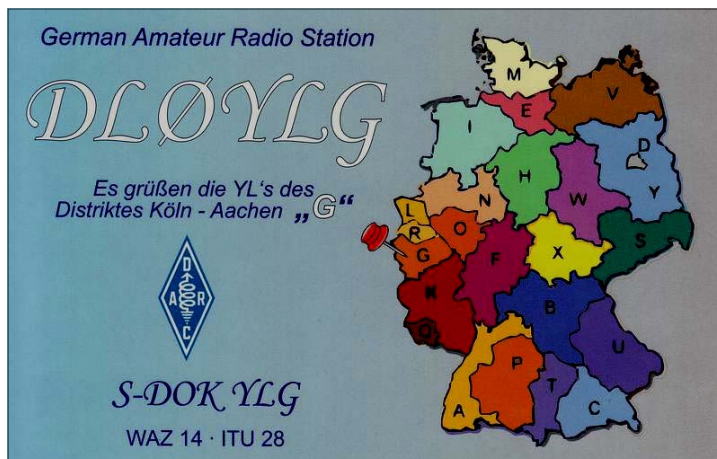 German Amateur Radio Station
DLØYLG
Es grüßen die YL's des
Distriktes Köln - Aachen „G“
D
A R
C
S-DOK YLG
WAZ 14 · ITU 28
M
V
E
I
D
H
Y
N
W
L
R
O
S
G
F
X
K
B
Q
U
P
A
T
C